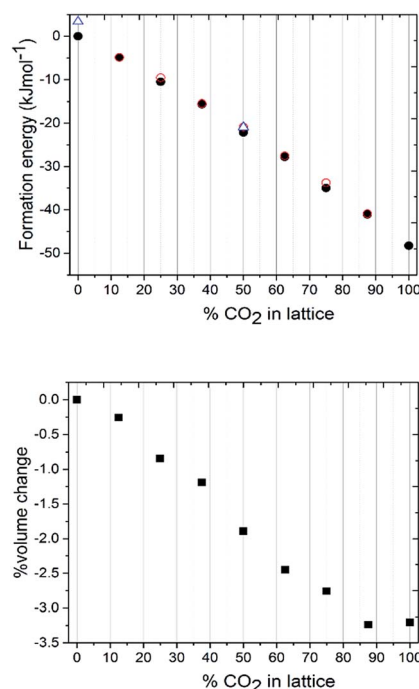 Formation energy (kJmol⁻¹)
0
-10
-20
-30
-40
-50
0 10 20 30 40 50 60 70 80 90 100
% CO₂ in lattice
%volume change
0.0
-0.5
-1.0
-1.5
-2.0
-2.5
-3.0
-3.5
0 10 20 30 40 50 60 70 80 90 100
% CO₂ in lattice